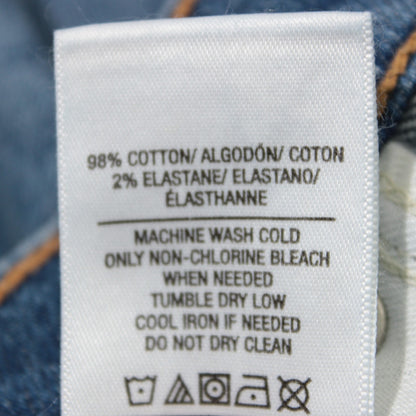 98% COTTON/ ALGODÓN/ COTON
2% ELASTANE/ ELASTANO/
ÉLASTHANNE
MACHINE WASH COLD
ONLY NON-CHLORINE BLEACH
WHEN NEEDED
TUMBLE DRY LOW
COOL IRON IF NEEDED
DO NOT DRY CLEAN